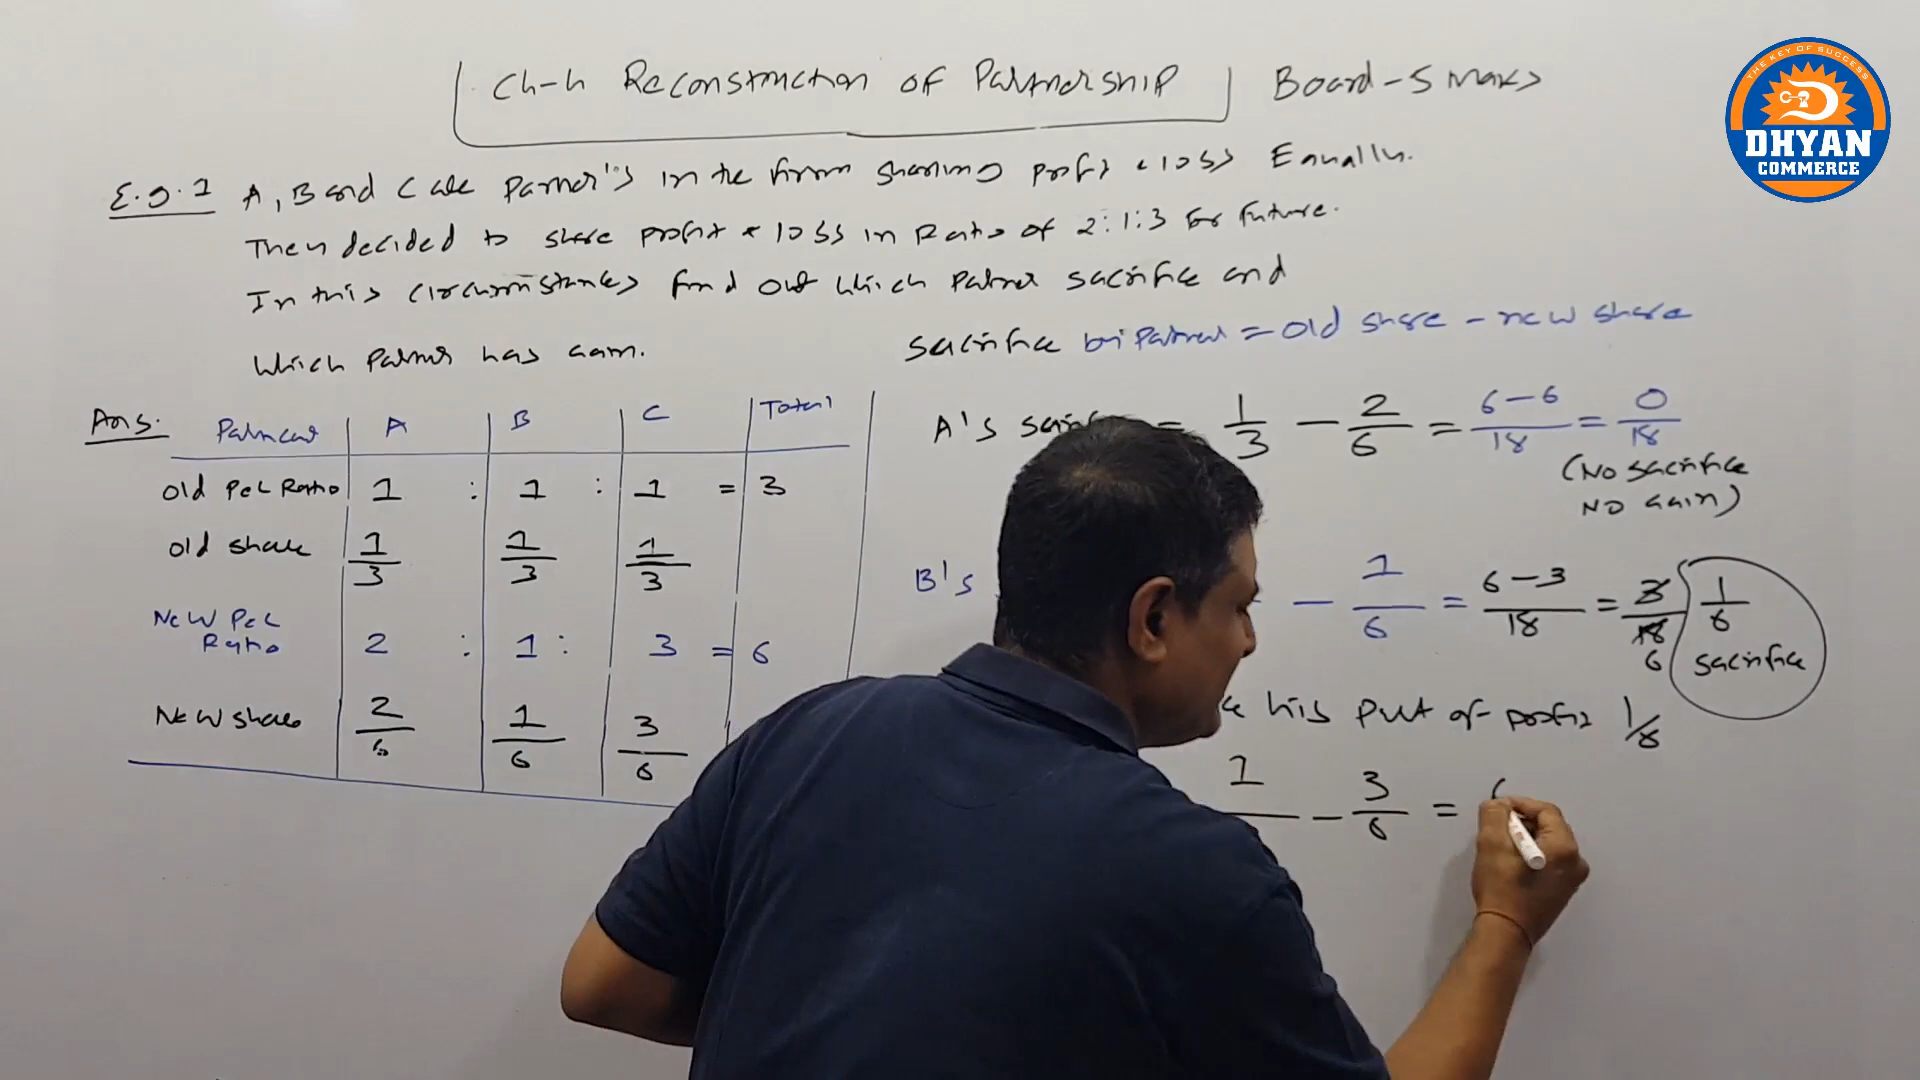 Ch-4 Reconstruction of Partnership Board-5 Marks
THE KEY OF SUCCESS
DHYAN
COMMERCE
E.g.1 A, B and C are Partner's in the firm sharing profit & loss Equally.
They decided to share profit & loss in Ratio of 2:1:3 for future.
In this circumstances find out which Partner sacrifice and
which Partner has Gain.
Sacrifice by Partner = old share - new share
Ans.
Partner A B C Total
Old P&L Ratio 1 : 1 : 1 = 3
Old share 1/3 1/3 1/3
New P&L Ratio 2 : 1 : 3 = 6
New share 2/6 1/6 3/6
A's = 1/3 - 2/6 = 6-6/18 = 0/18
(No sacrifice
No Gain)
B's - 1/6 = 6-3/18 = 3/18 6 1/6
sacrifice
his Part of profit 1/6
1 - 3/6 =